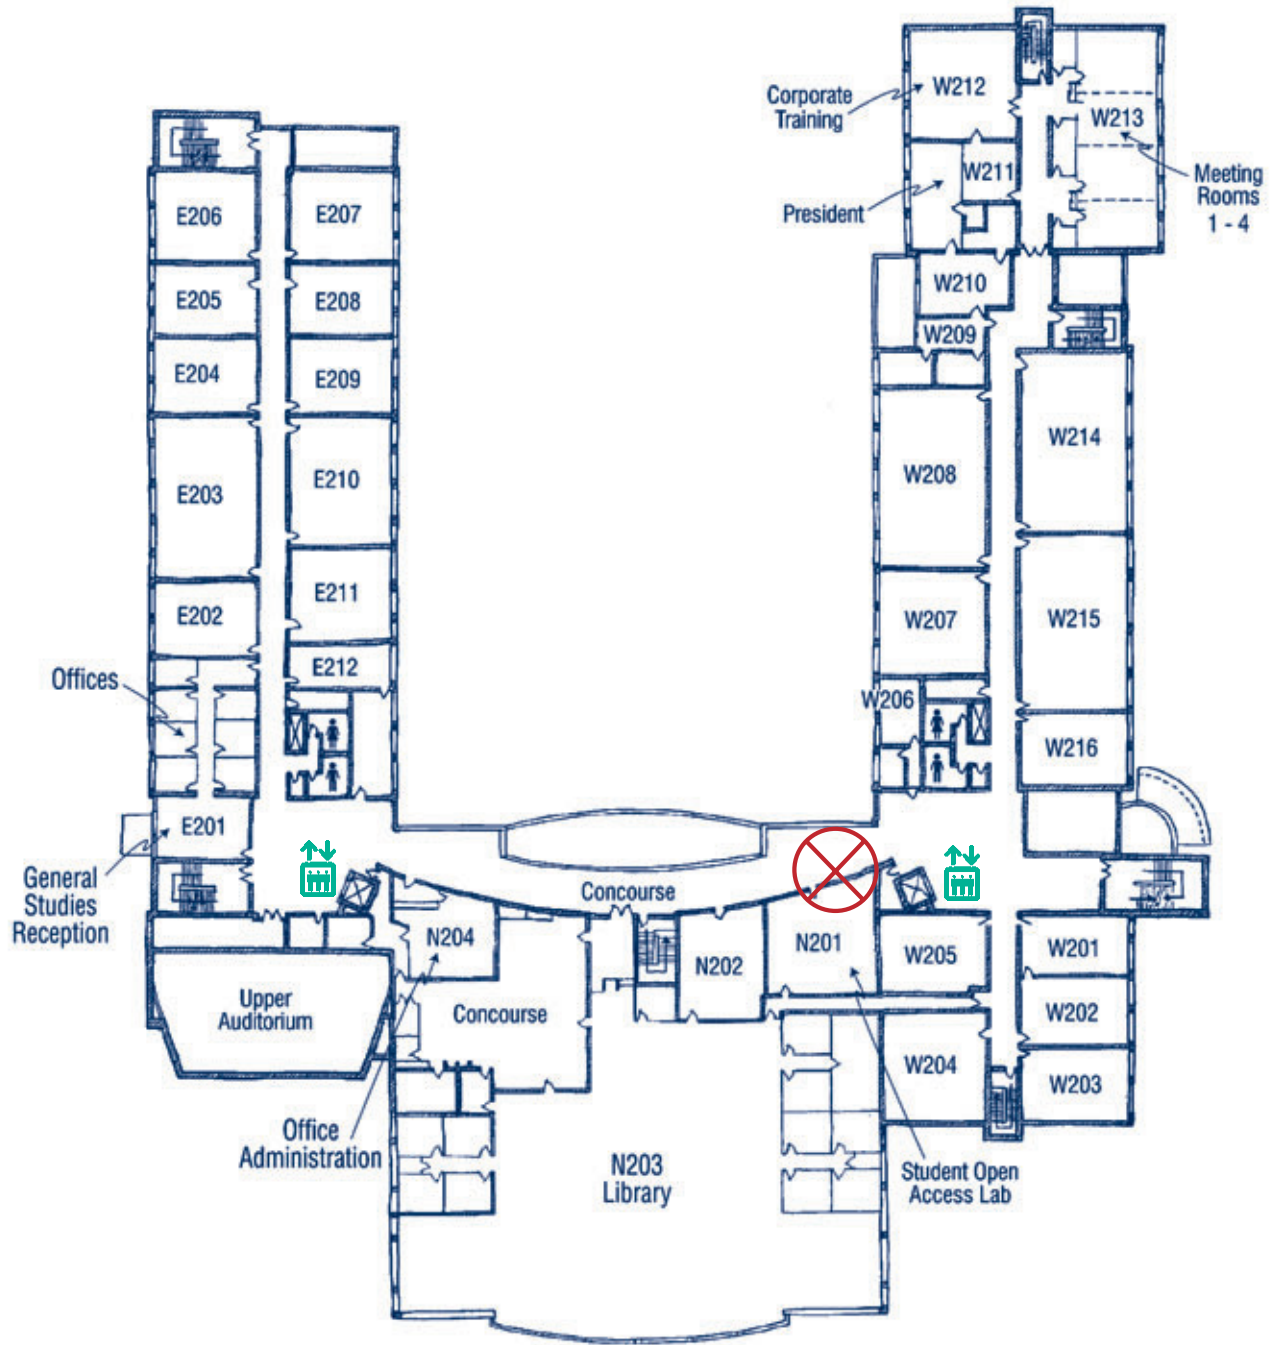 W212
Corporate
Training
W213
W211
Meeting
Rooms
1 - 4
President
E206
E207
W210
E205
E208
W209
E204
E209
W214
W208
E203
E210
E211
E202
W207
W215
E212
Offices
W206
W216
E201
General
Studies
Reception
Concourse
N204
N201
N202
W205
W201
Upper
Auditorium
Concourse
W202
W204
W203
Office
Administration
N203
Library
Student Open
Access Lab